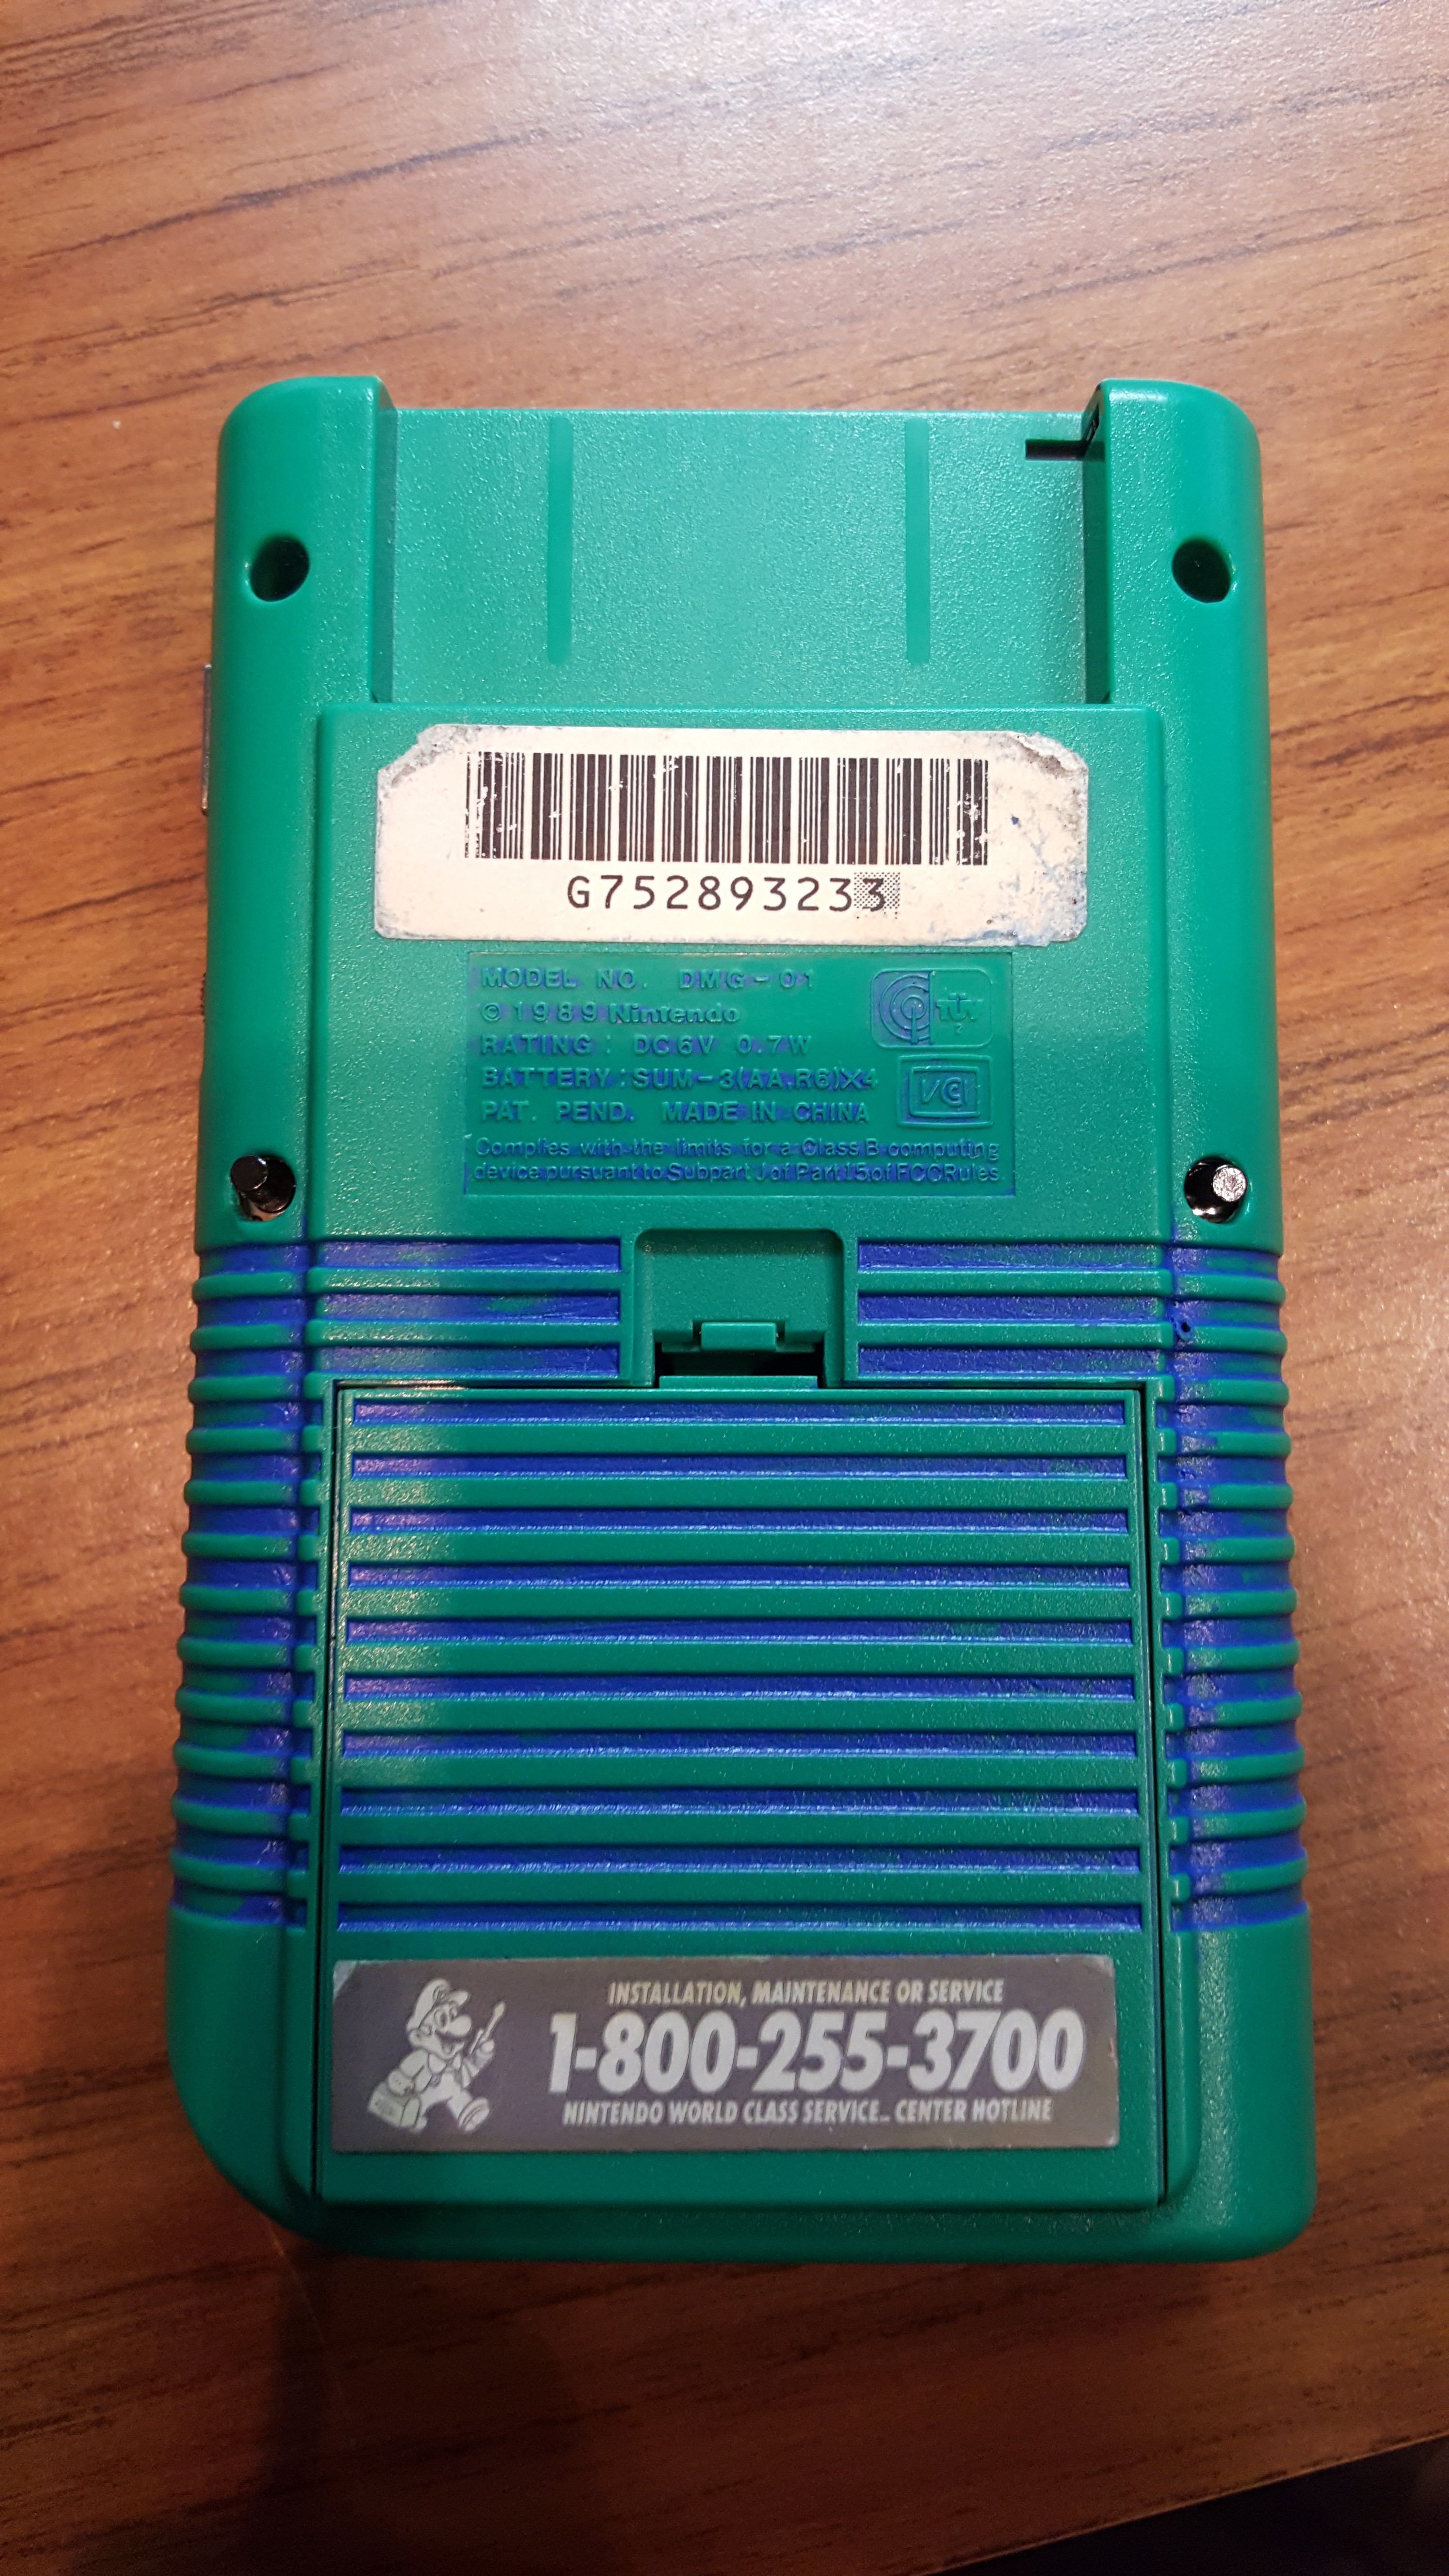 G752893233
MODEL NO. DMG-01
©1989 Nintendo
RATING: DC6V 0.7W
BATTERY:SUM-3(AA,R6)X4
PAT. PEND. MADE IN CHINA
TÜV
VCI
Complies with the limits for a Class B computing
device pursuant to Subpart J of Part 15 of FCC Rules
INSTALLATION, MAINTENANCE OR SERVICE
1-800-255-3700
NINTENDO WORLD CLASS SERVICE CENTER HOTLINE